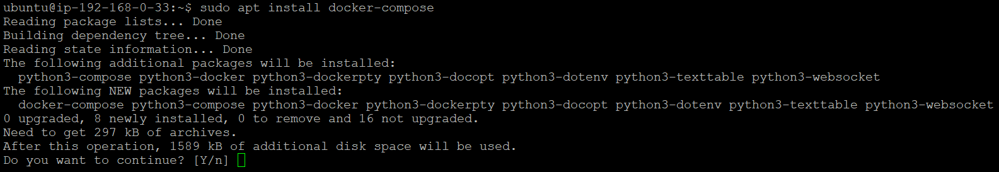 ubuntu@ip-192-168-0-33:~$ sudo apt install docker-compose
Reading package lists... Done
Building dependency tree... Done
Reading state information... Done
The following additional packages will be installed:
  python3-compose python3-docker python3-dockerpty python3-docopt python3-dotenv python3-texttable python3-websocket
The following NEW packages will be installed:
  docker-compose python3-compose python3-docker python3-dockerpty python3-docopt python3-dotenv python3-texttable python3-websocket
0 upgraded, 8 newly installed, 0 to remove and 16 not upgraded.
Need to get 297 kB of archives.
After this operation, 1589 kB of additional disk space will be used.
Do you want to continue? [Y/n]